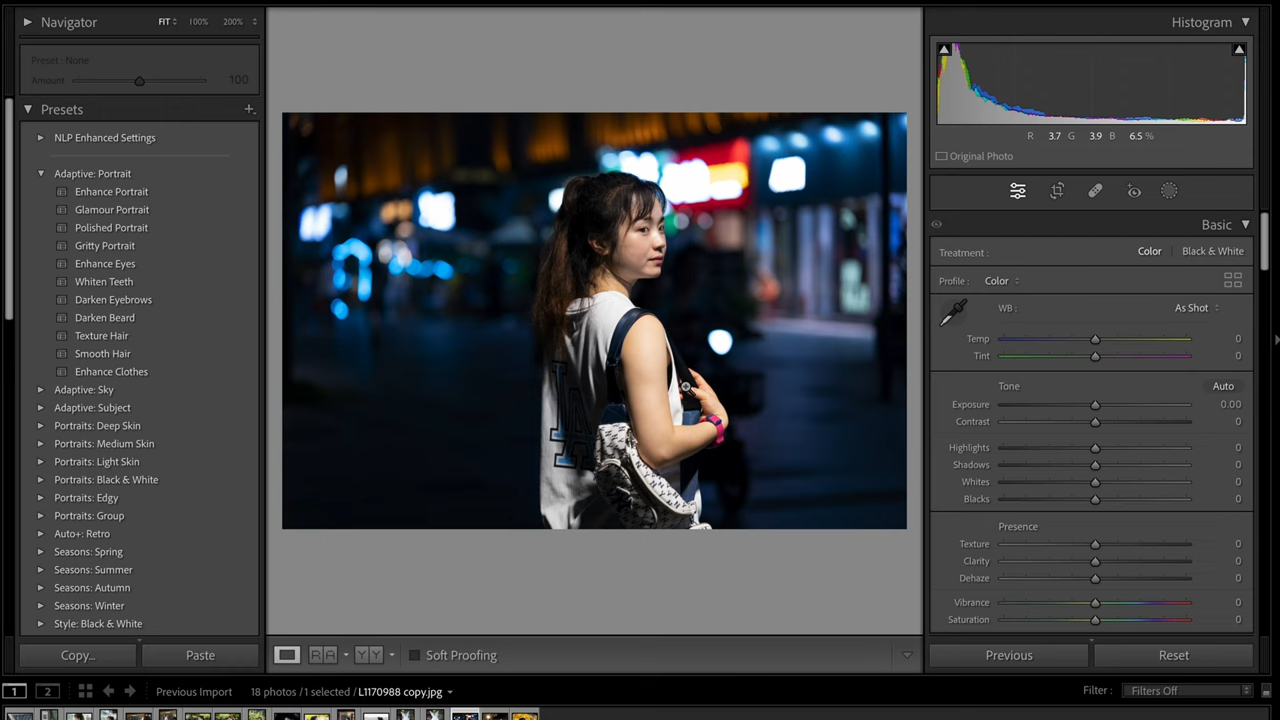 Navigator FIT 100% 200%
Preset : None
Amount 100
Presets
NLP Enhanced Settings
Adaptive: Portrait
Enhance Portrait
Glamour Portrait
Polished Portrait
Gritty Portrait
Enhance Eyes
Whiten Teeth
Darken Eyebrows
Darken Beard
Texture Hair
Smooth Hair
Enhance Clothes
Adaptive: Sky
Adaptive: Subject
Portraits: Deep Skin
Portraits: Medium Skin
Portraits: Light Skin
Portraits: Black & White
Portraits: Edgy
Portraits: Group
Auto+: Retro
Seasons: Spring
Seasons: Summer
Seasons: Autumn
Seasons: Winter
Style: Black & White
Copy... Paste
LA
RA YY Soft Proofing
Histogram
R 3.7 G 3.9 B 6.5 %
Original Photo
Basic
Treatment : Color Black & White
Profile : Color
WB : As Shot
Temp 0
Tint 0
Tone Auto
Exposure 0.00
Contrast 0
Highlights 0
Shadows 0
Whites 0
Blacks 0
Presence
Texture 0
Clarity 0
Dehaze 0
Vibrance 0
Saturation 0
Previous Reset
1 2 Previous Import 18 photos / 1 selected / L1170988 copy.jpg Filter : Filters Off